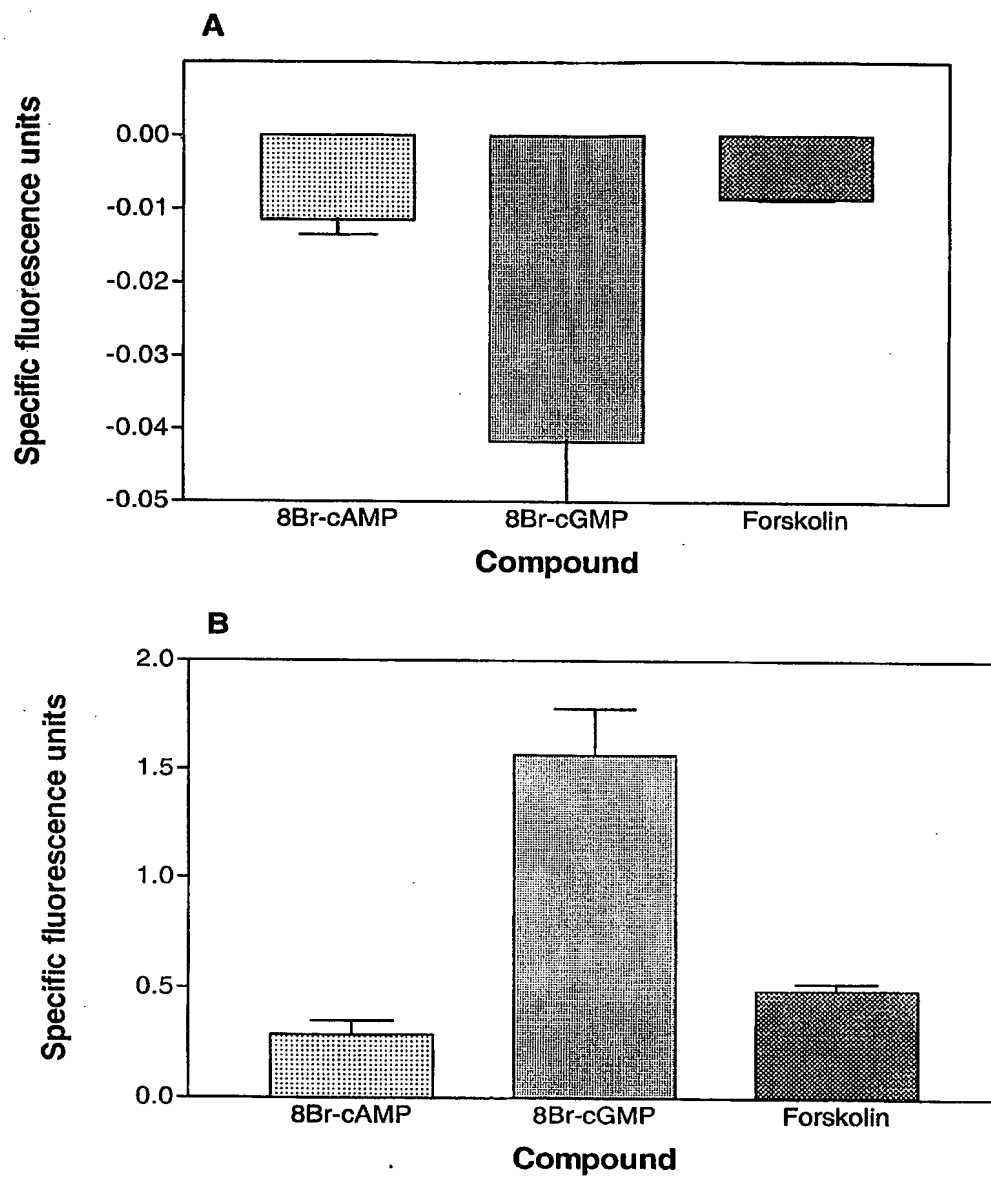 A
Specific fluorescence units
0.00
-0.01
-0.02
-0.03
-0.04
-0.05
8Br-cAMP 8Br-cGMP Forskolin
Compound
B
Specific fluorescence units
2.0
1.5
1.0
0.5
0.0
8Br-cAMP 8Br-cGMP Forskolin
Compound